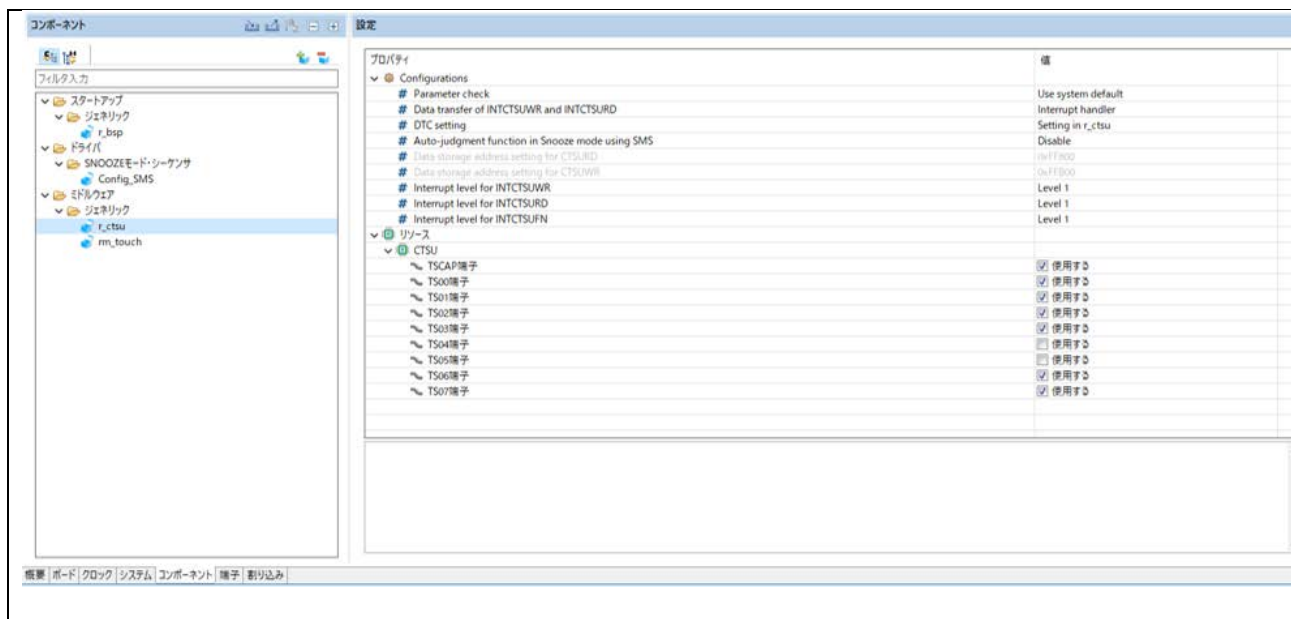 コンポーネント
設定
フィルタ入力
スタートアップ
ジェネリック
r_bsp
ドライバ
SNOOZEモード・シーケンサ
Config_SMS
ミドルウェア
ジェネリック
r_ctsu
rm_touch
プロパティ 値
Configurations
# Parameter check Use system default
# Data transfer of INTCTSUWR and INTCTSURD Interrupt handler
# DTC setting Setting in r_ctsu
# Auto-judgment function in Snooze mode using SMS Disable
# Data storage address setting for CTSURD
# Data storage address setting for CTSUWR
# Interrupt level for INTCTSUWR Level 1
# Interrupt level for INTCTSURD Level 1
# Interrupt level for INTCTSUFN Level 1
リソース
CTSU
TSCAP端子 使用する
TS00端子 使用する
TS01端子 使用する
TS02端子 使用する
TS03端子 使用する
TS04端子 使用する
TS05端子 使用する
TS06端子 使用する
TS07端子 使用する
概要 ボード クロック システム コンポーネント 端子 割り込み